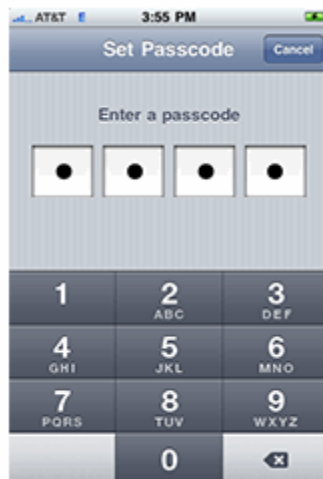 AT&T E 3:55 PM
Set Passcode Cancel
Enter a passcode
1 2 3
ABC DEF
4 5 6
GHI JKL MNO
7 8 9
PQRS TUV WXYZ
0